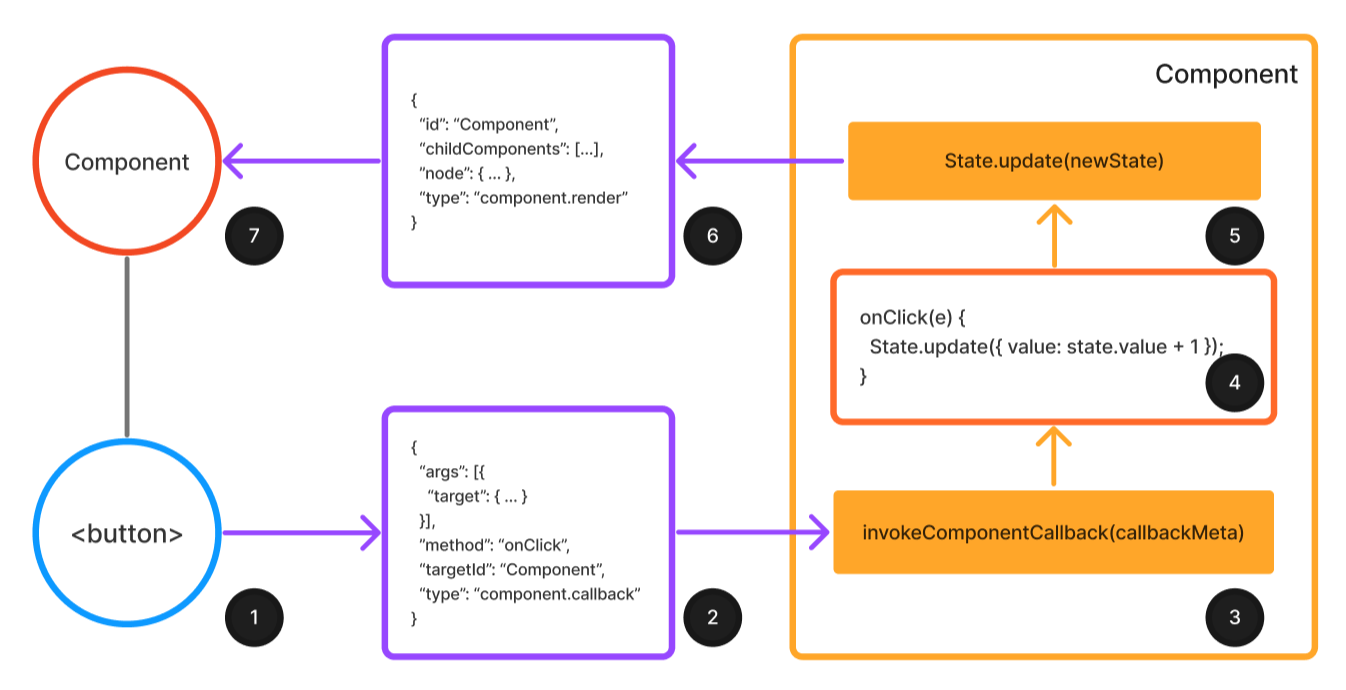 Component
{
“id”: “Component”,
“childComponents”: [...],
“node”: { ... },
“type”: “component.render”
}
Component
State.update(newState)
7
6
5
onClick(e) {
State.update({ value: state.value + 1 });
}
4
<button>
{
“args”: [{
“target”: { ... }
}],
“method”: “onClick”,
“targetId”: “Component”,
“type”: “component.callback”
}
invokeComponentCallback(callbackMeta)
1
2
3